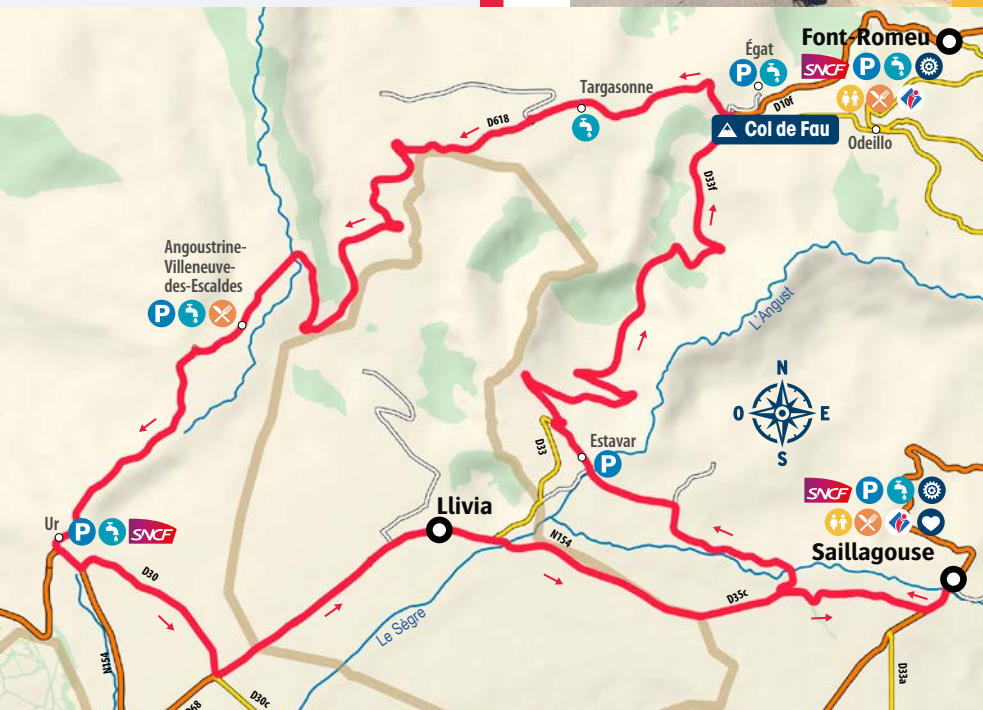 Font-Romeu
SNCF P
Égat
P
D10f
Targasonne
D618
Col de Fau
Odeillo
D33f
Angoustrine-
Villeneuve-
des-Escaldes
P
L'Angust
N
O E
S
D33
Estavar
P
SNCF P
Saillagouse
Llivia
Ur P SNCF
N154
D30
D35c
Le Sègre
N154
D33a
D68
D30c